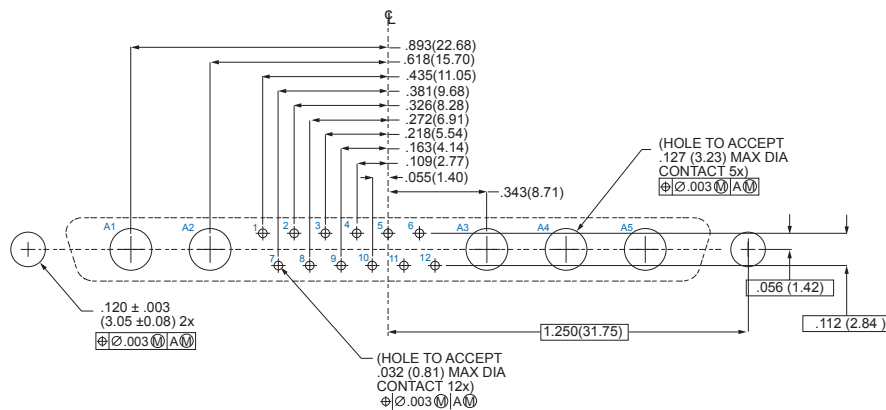 ℄
.893(22.68)
.618(15.70)
.435(11.05)
.381(9.68)
.326(8.28)
.272(6.91)
.218(5.54)
.163(4.14)
.109(2.77)
.055(1.40)
.343(8.71)
(HOLE TO ACCEPT
.127 (3.23) MAX DIA
CONTACT 5x)
⌖ ∅.003 Ⓜ A Ⓜ
A1 A2 1 2 3 4 5 6 A3 A4 A5
7 8 9 10 11 12
.056 (1.42)
.112 (2.84)
1.250(31.75)
.120 ± .003
(3.05 ±0.08) 2x
⌖ ∅.003 Ⓜ A Ⓜ
(HOLE TO ACCEPT
.032 (0.81) MAX DIA
CONTACT 12x)
⌖ ∅.003 Ⓜ A Ⓜ